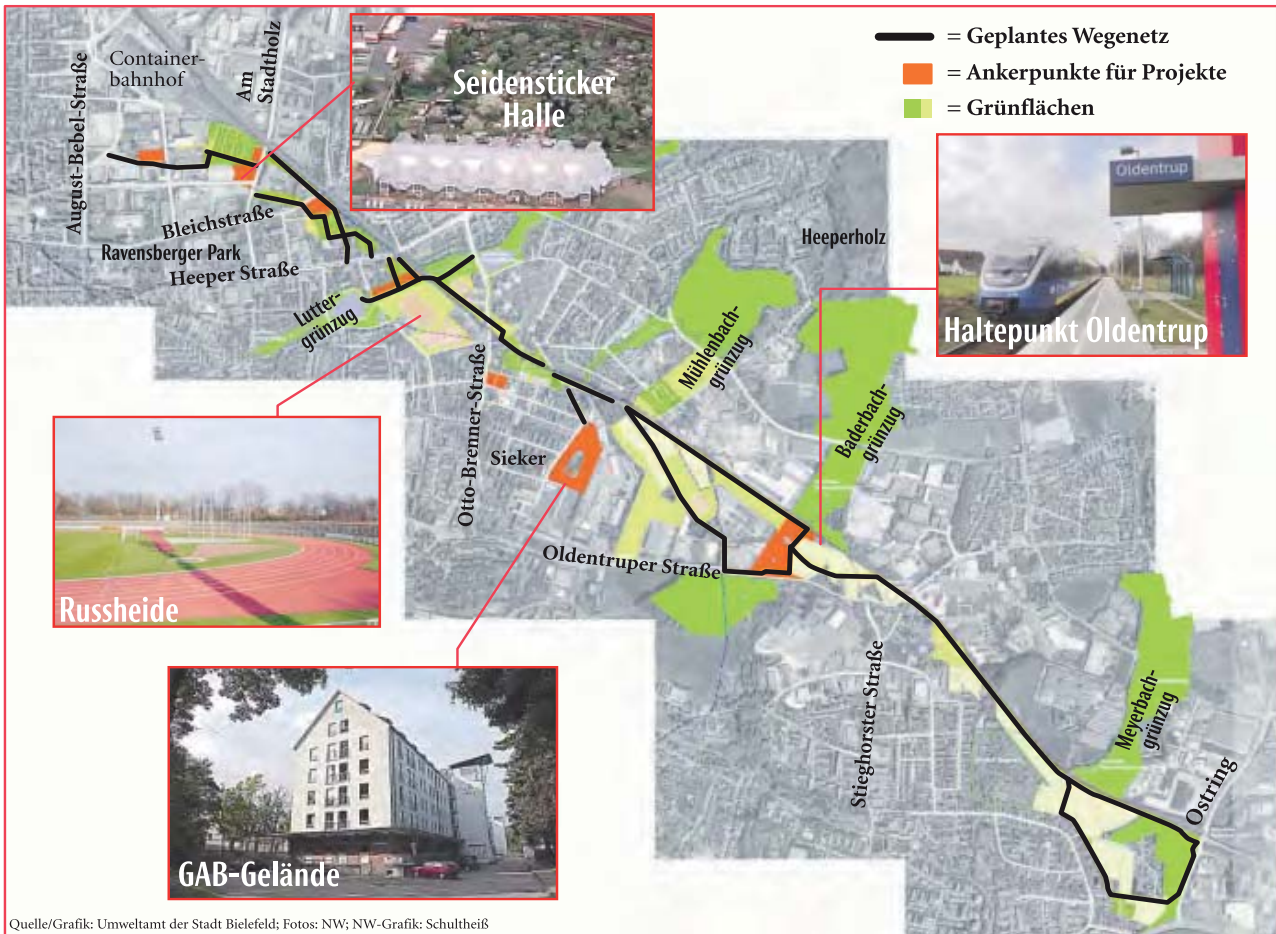 Container-
bahnhof
Am
Stadtholz
August-Bebel-Straße
Seidensticker
Halle
= Geplantes Wegenetz
= Ankerpunkte für Projekte
= Grünflächen
Oldentrup
Haltepunkt Oldentrup
Bleichstraße
Ravensberger Park
Heeper Straße
Heeperholz
Lutter-
grünzug
Mühlenbach-
grünzug
Baderbach-
grünzug
Otto-Brenner-Straße
Sieker
Oldentruper Straße
Russheide
Stieghorster Straße
Meyerbach-
grünzug
Ostring
GAB-Gelände
Quelle/Grafik: Umweltamt der Stadt Bielefeld; Fotos: NW; NW-Grafik: Schultheiß